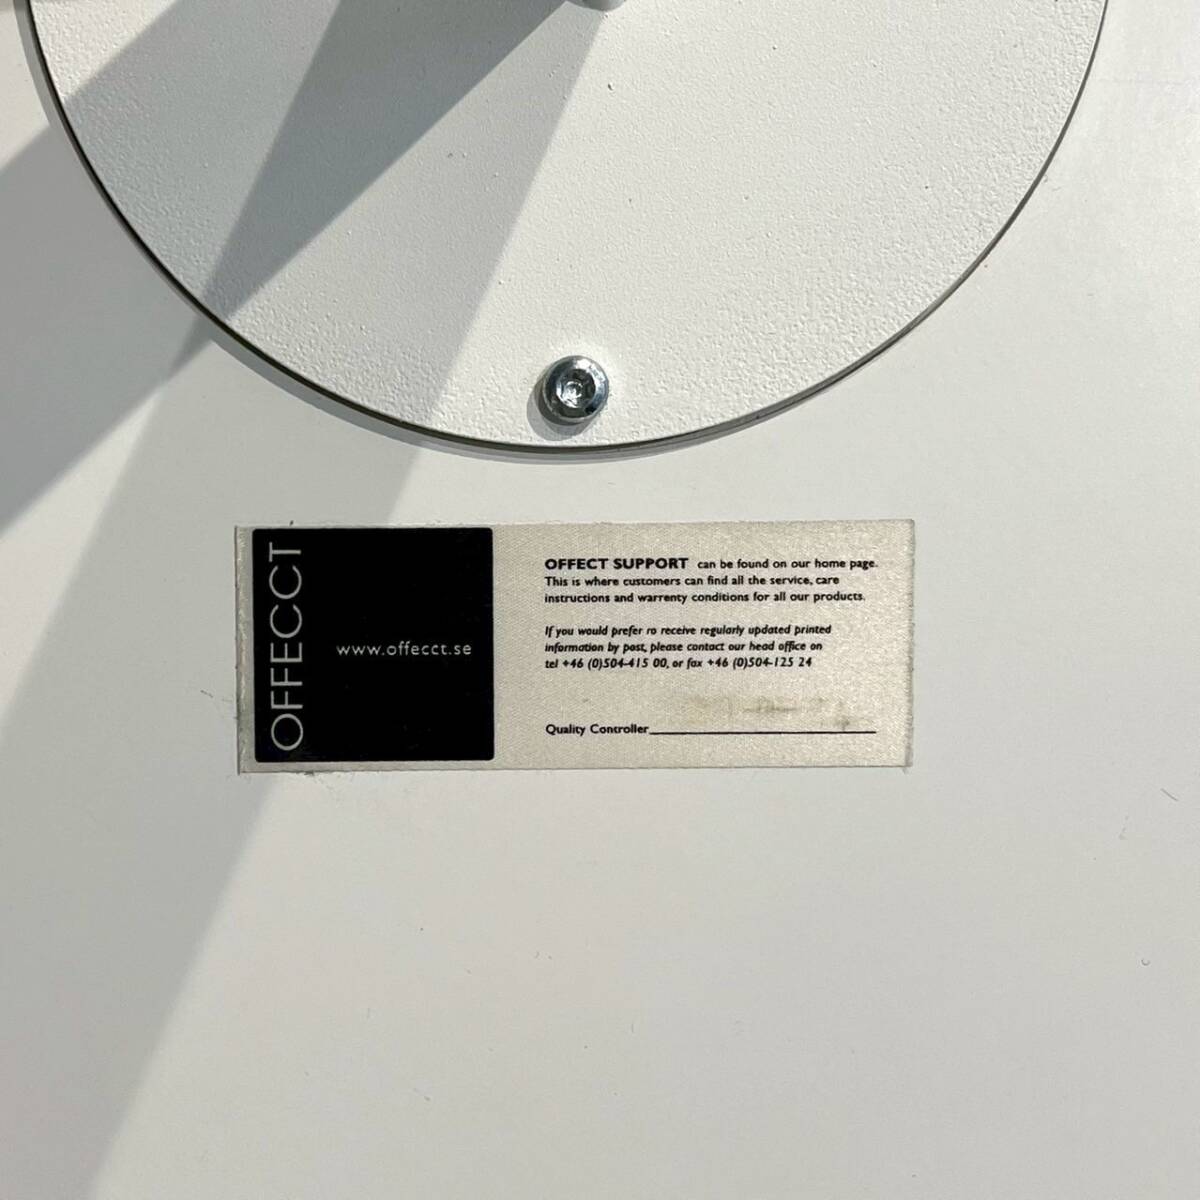 OFFECCT
www.offecct.se
OFFECT SUPPORT can be found on our home page.
This is where customers can find all the service, care
instructions and warrenty conditions for all our products.
If you would prefer ro receive regularly updated printed
information by post, please contact our head office on
tel +46 (0)504-415 00, or fax +46 (0)504-125 24
Quality Controller